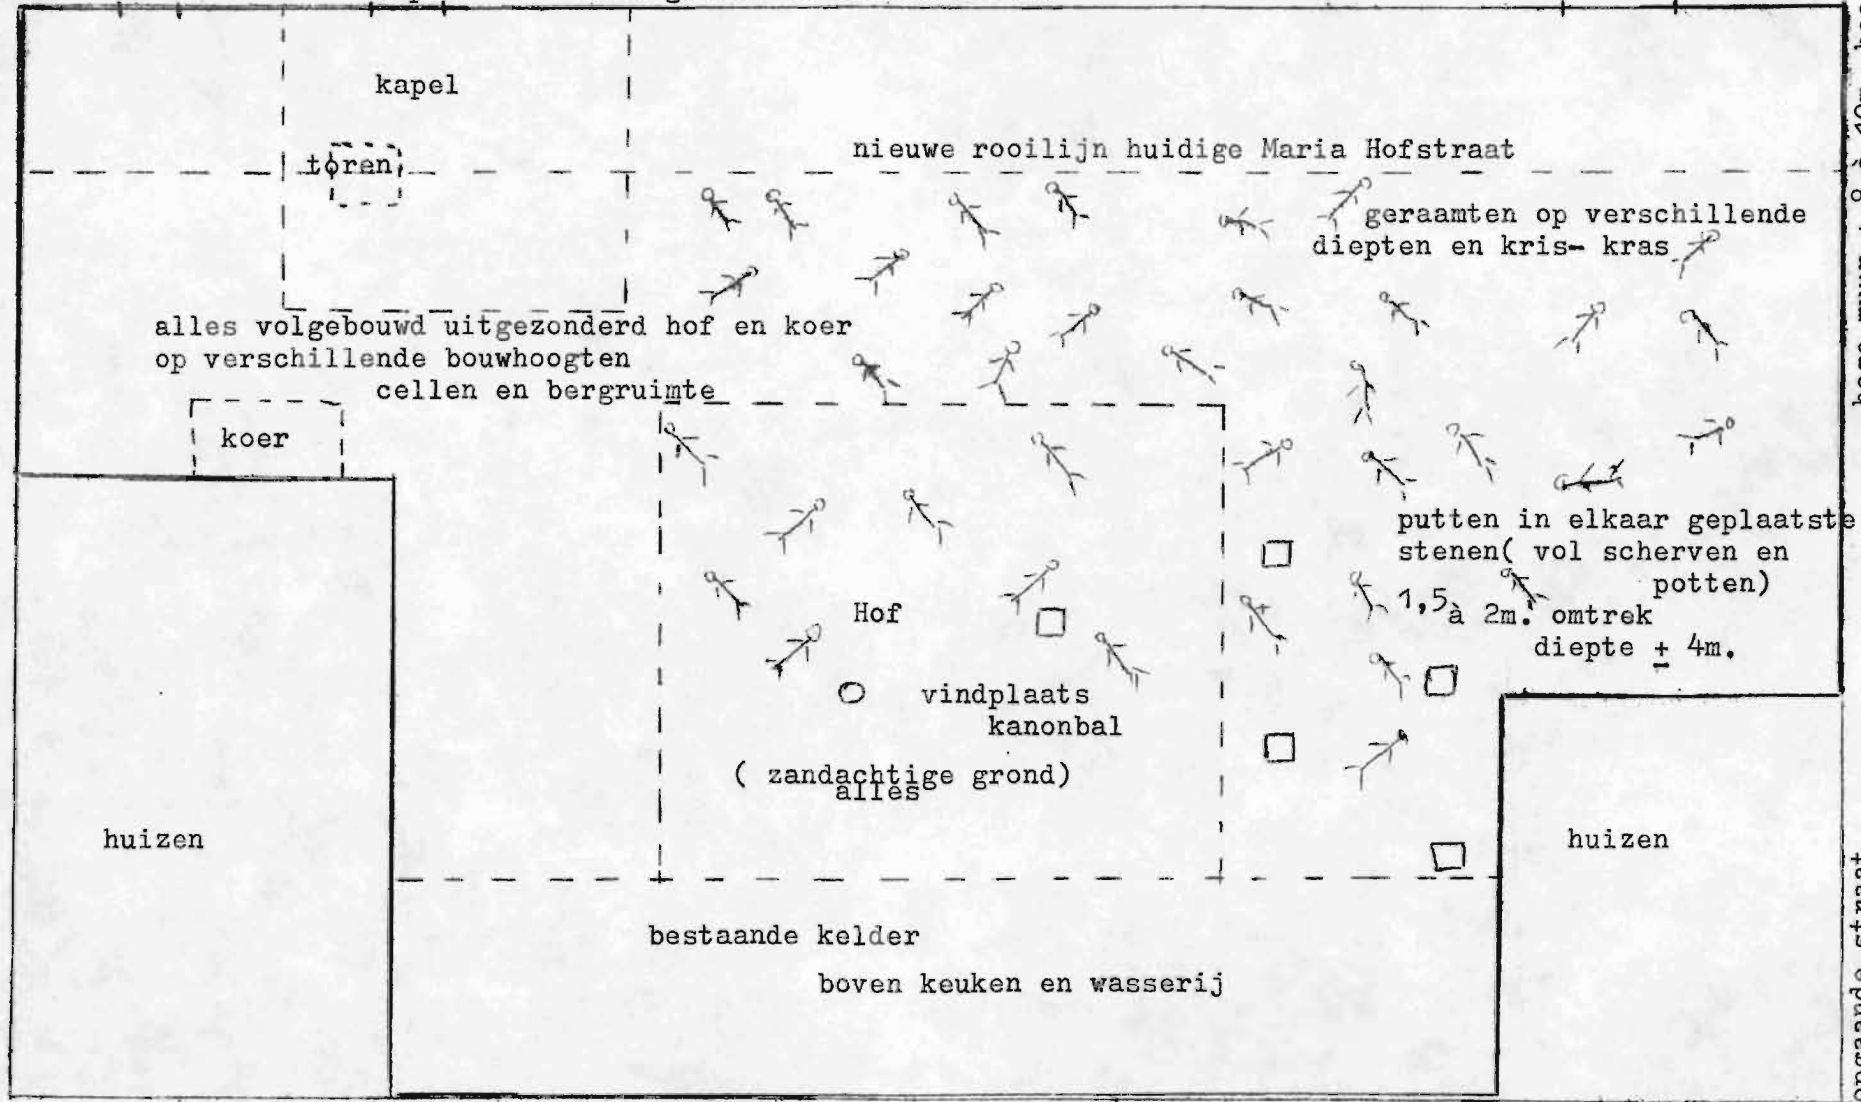 kapel
toren
nieuwe rooilijn huidige Maria Hofstraat
geraamten op verschillende
diepten en kris- kras
alles volgebouwd uitgezonderd hof en koer
op verschillende bouwhoogten
cellen en bergruimte
koer
putten in elkaar geplaatste
stenen( vol scherven en
potten)
1,5 à 2m. omtrek
diepte ± 4m.
Hof
vindplaats
kanonbal
( zandachtige grond)
alles
huizen
huizen
bestaande kelder
boven keuken en wasserij
opgaande straat